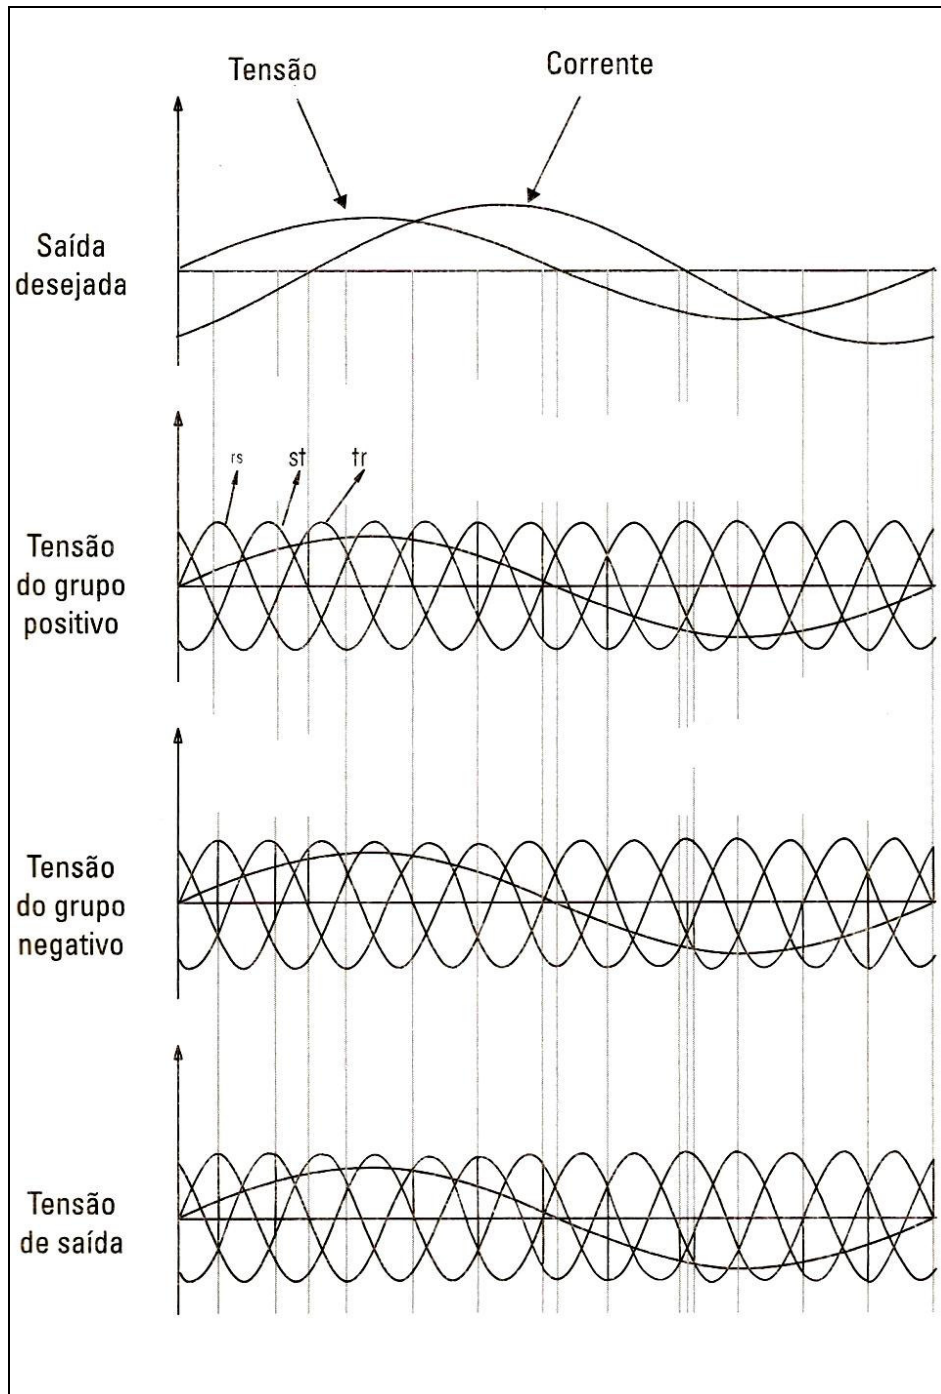 Tensão
Corrente
Saída
desejada
rs
st
tr
Tensão
do grupo
positivo
Tensão
do grupo
negativo
Tensão
de saída